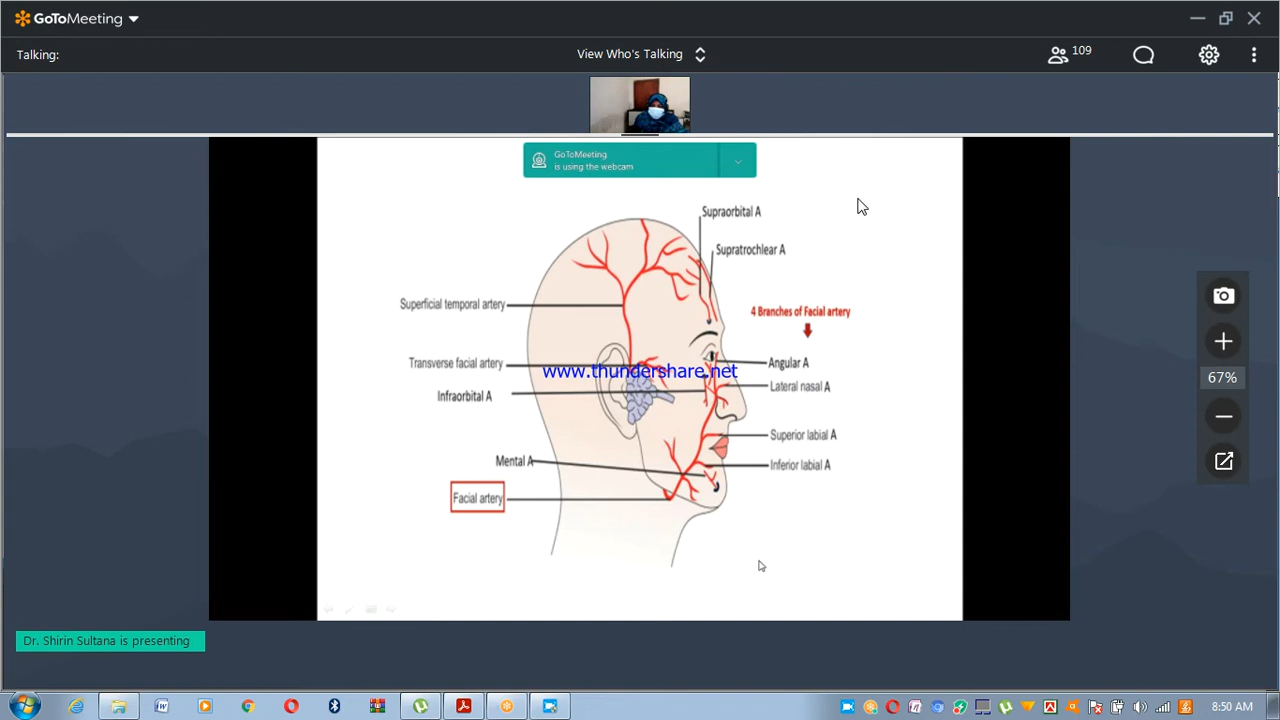 GoToMeeting
Talking:
View Who's Talking
109
GoToMeeting
is using the webcam
Supraorbital A
Supratrochlear A
Superficial temporal artery
4 Branches of Facial artery
Transverse facial artery
Angular A
www.thundershare.net
Lateral nasal A
Infraorbital A
67%
Superior labial A
Mental A
Inferior labial A
Facial artery
Dr. Shirin Sultana is presenting
8:50 AM